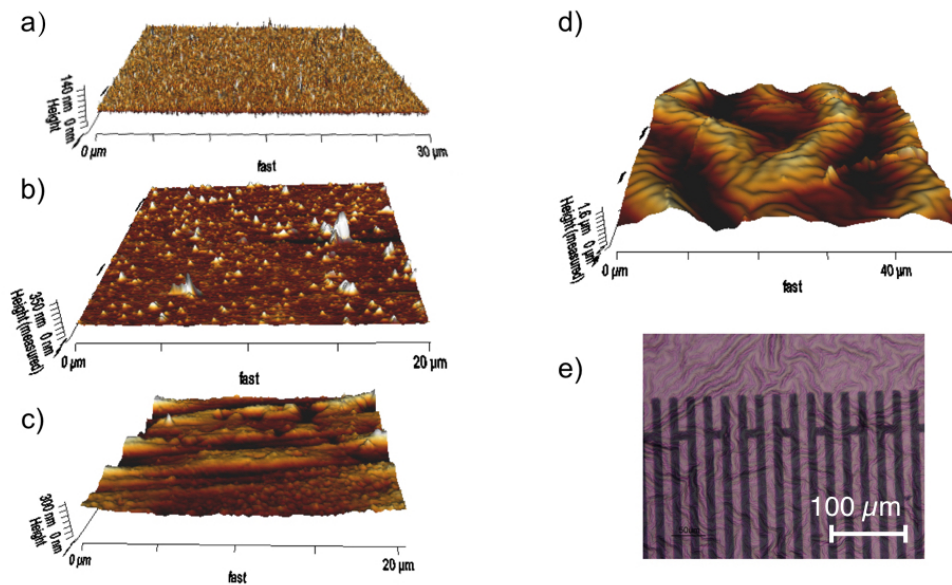 a)
140 nm 0 nm
Height
0 µm
30 µm
fast
b)
350 nm 0 nm
Height (measured)
0 µm
20 µm
fast
c)
300 nm 0 nm
Height
0 µm
20 µm
fast
d)
1.6 µm 0 µm
Height (measured)
0 µm
40 µm
fast
e)
100 µm